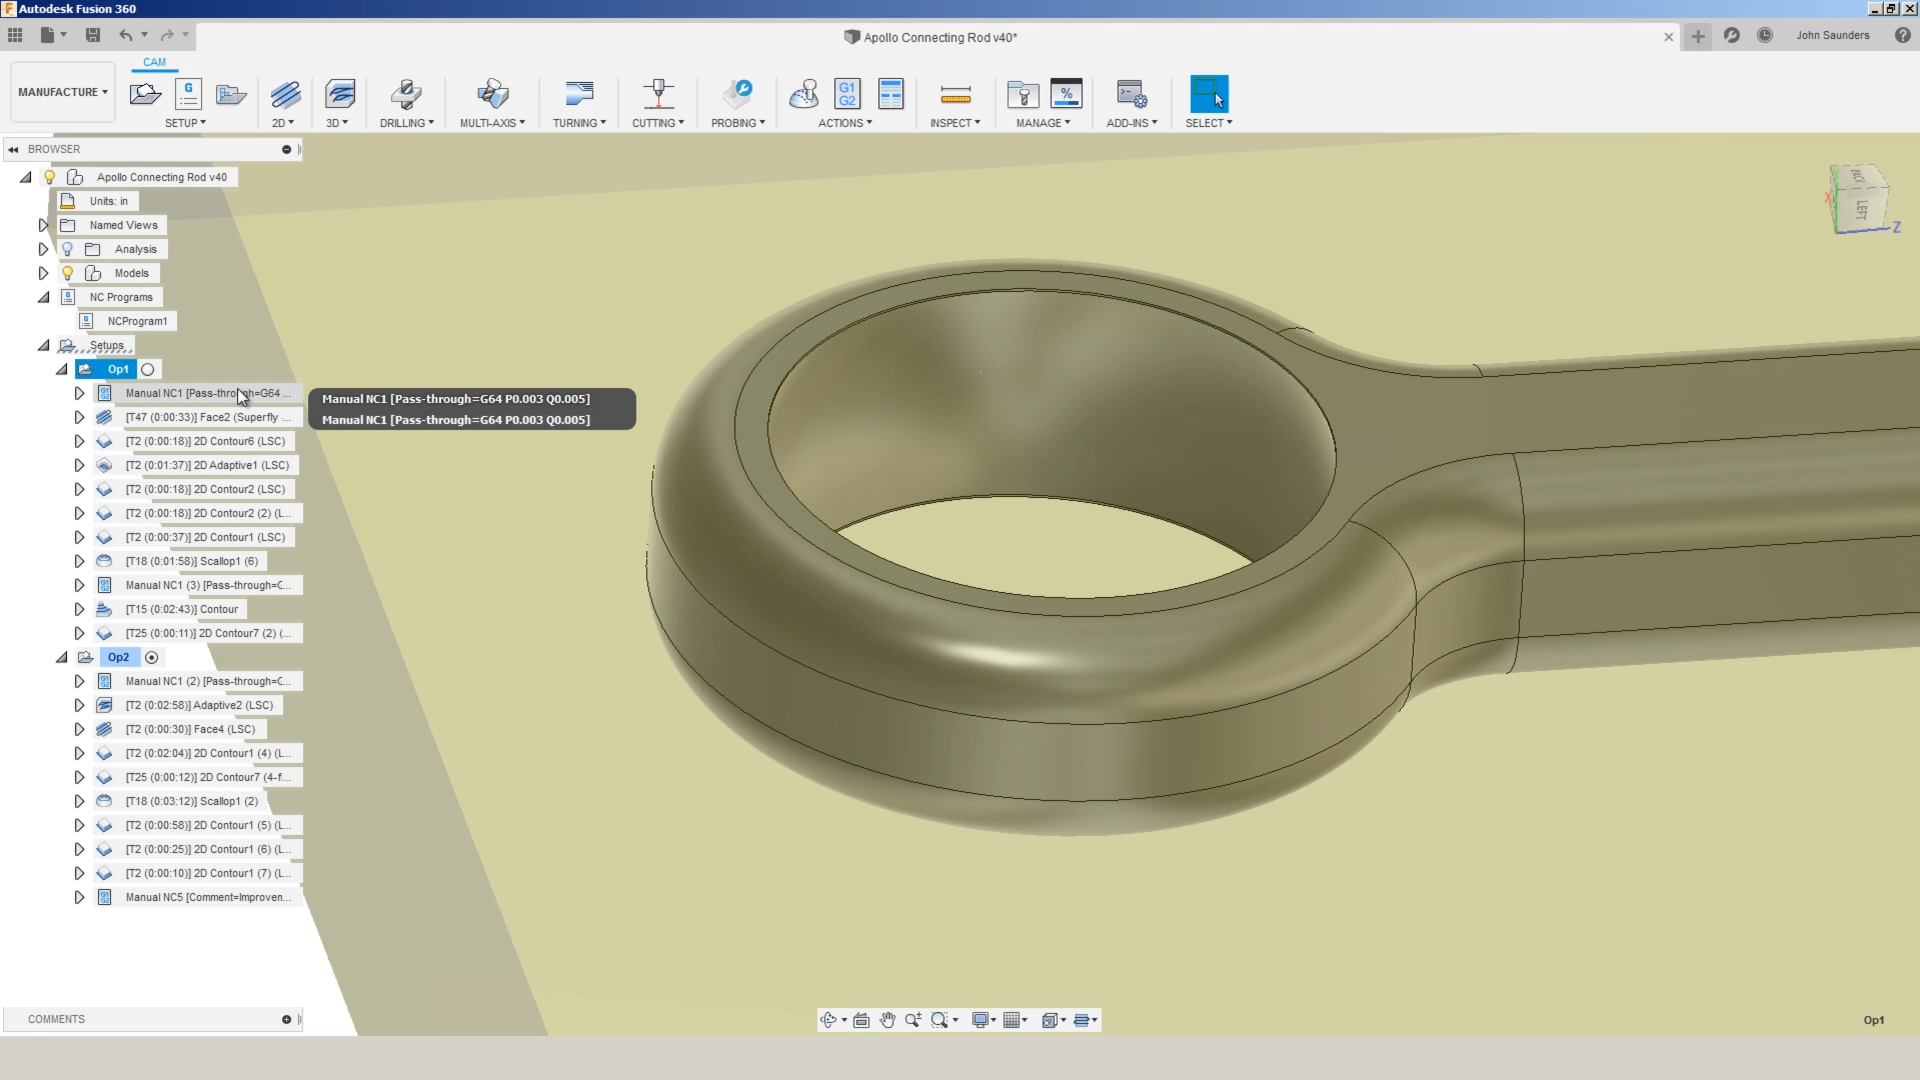 Autodesk Fusion 360
Apollo Connecting Rod v40*
John Saunders
CAM
MANUFACTURE
SETUP
2D
3D
DRILLING
MULTI-AXIS
TURNING
CUTTING
PROBING
ACTIONS
INSPECT
MANAGE
ADD-INS
SELECT
G
G1
G2
%
BROWSER
Apollo Connecting Rod v40
Units: in
Named Views
Analysis
Models
NC Programs
NCProgram1
Setups
Op1
Manual NC1 [Pass-through=G64 ...
Manual NC1 [Pass-through=G64 P0.003 Q0.005]
Manual NC1 [Pass-through=G64 P0.003 Q0.005]
[T47 (0:00:33)] Face2 (Superfly ...
[T2 (0:00:18)] 2D Contour6 (LSC)
[T2 (0:01:37)] 2D Adaptive1 (LSC)
[T2 (0:00:18)] 2D Contour2 (LSC)
[T2 (0:00:18)] 2D Contour2 (2) (L...
[T2 (0:00:37)] 2D Contour1 (LSC)
[T18 (0:01:58)] Scallop1 (6)
Manual NC1 (3) [Pass-through=G...
[T15 (0:02:43)] Contour
[T25 (0:00:11)] 2D Contour7 (2) (...
Op2
Manual NC1 (2) [Pass-through=G...
[T2 (0:02:58)] Adaptive2 (LSC)
[T2 (0:00:30)] Face4 (LSC)
[T2 (0:02:04)] 2D Contour1 (4) (L...
[T25 (0:00:12)] 2D Contour7 (4-f...
[T18 (0:03:12)] Scallop1 (2)
[T2 (0:00:58)] 2D Contour1 (5) (L...
[T2 (0:00:25)] 2D Contour1 (6) (L...
[T2 (0:00:10)] 2D Contour1 (7) (L...
Manual NC5 [Comment=Improven...
BACK
LEFT
X
Z
COMMENTS
Op1